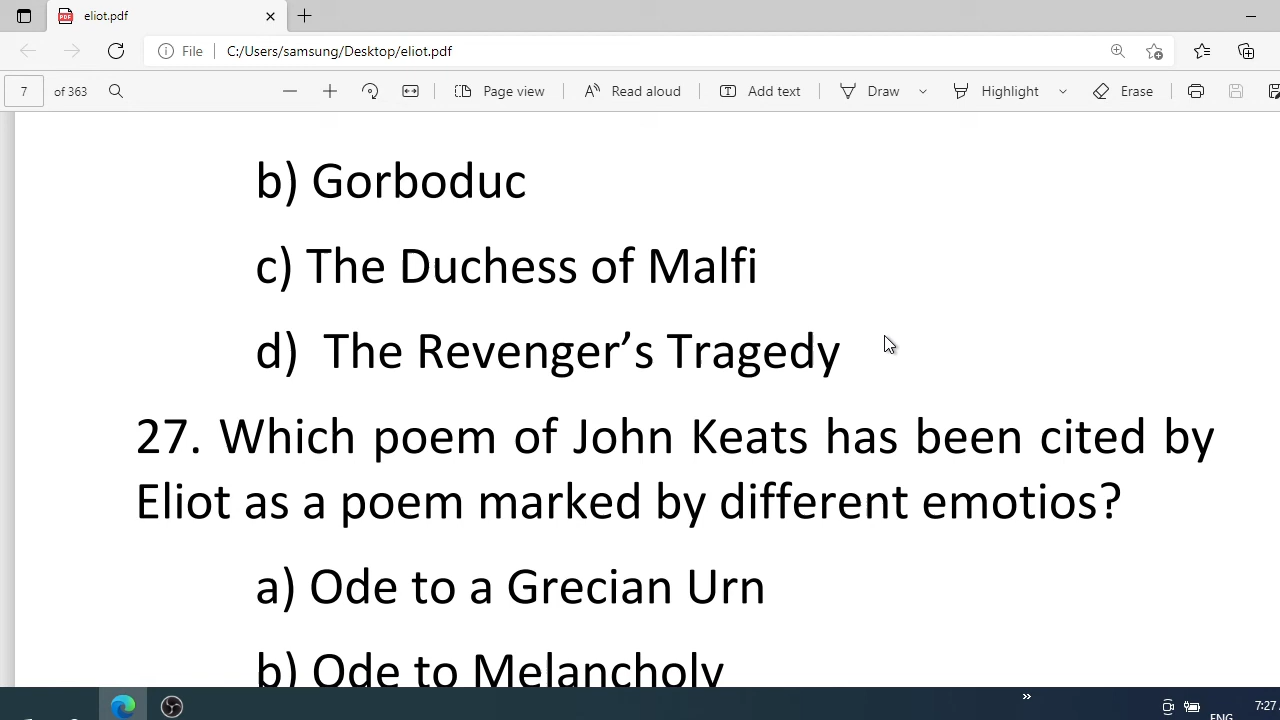 eliot.pdf
File C:/Users/samsung/Desktop/eliot.pdf
7 of 363 Page view Read aloud Add text Draw Highlight Erase
b) Gorboduc
c) The Duchess of Malfi
d) The Revenger’s Tragedy
27. Which poem of John Keats has been cited by
Eliot as a poem marked by different emotios?
a) Ode to a Grecian Urn
b) Ode to Melancholy
ENG 7:27